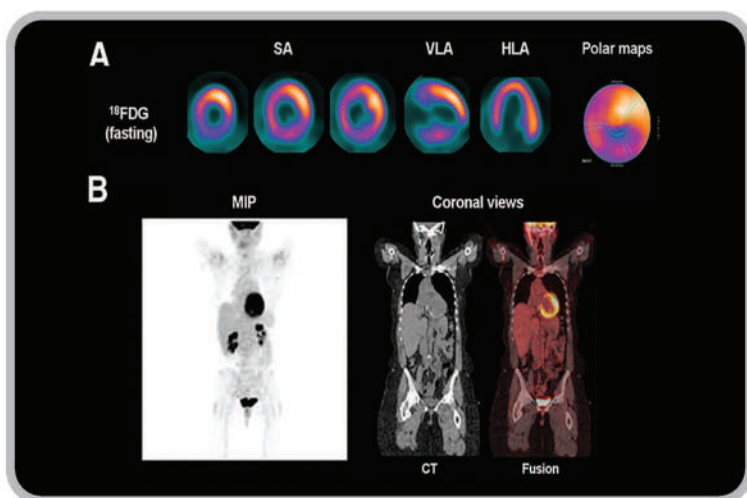 A
SA
VLA
HLA
Polar maps
¹⁸FDG
(fasting)
B
MIP
Coronal views
CT
Fusion